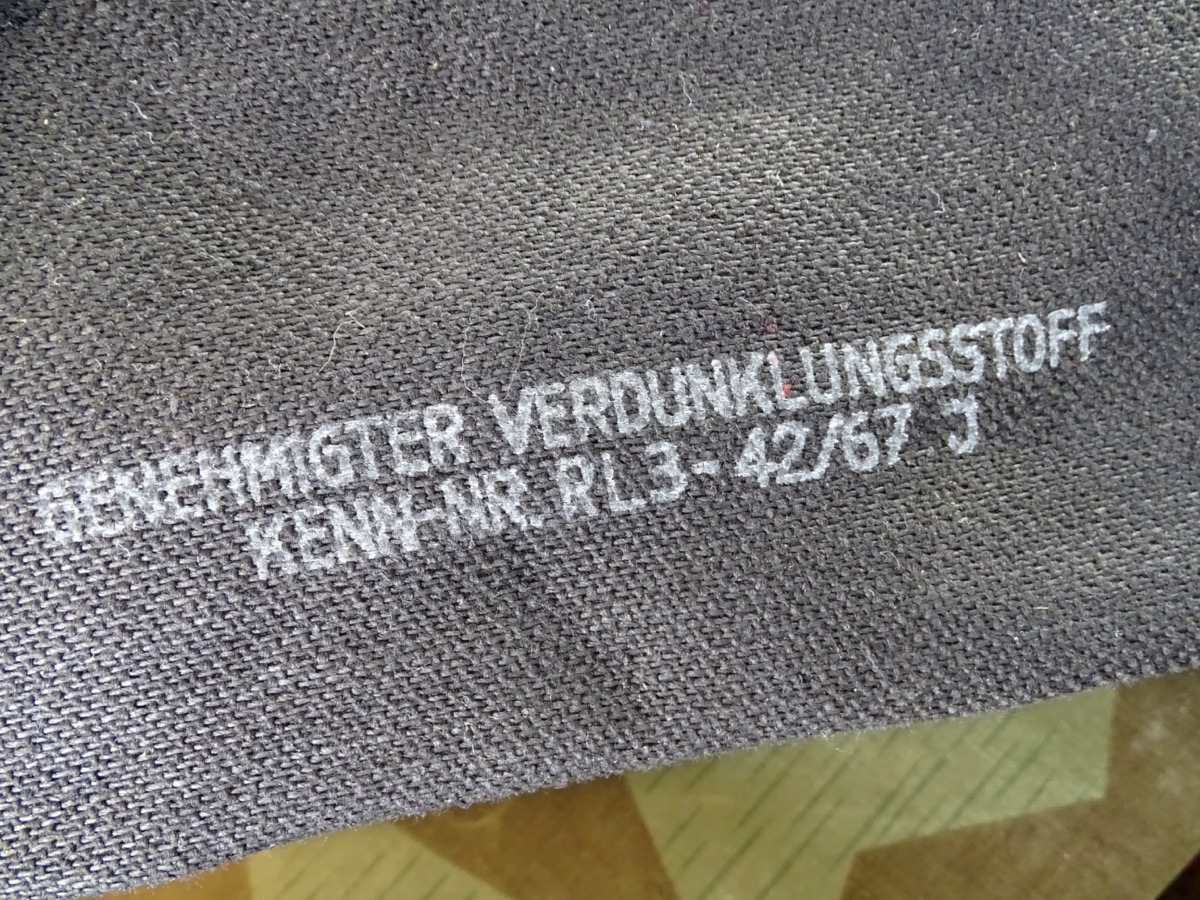 GENEHMIGTER VERDUNKLUNGSSTOFF
KENN-NR. RL3-42/67 J